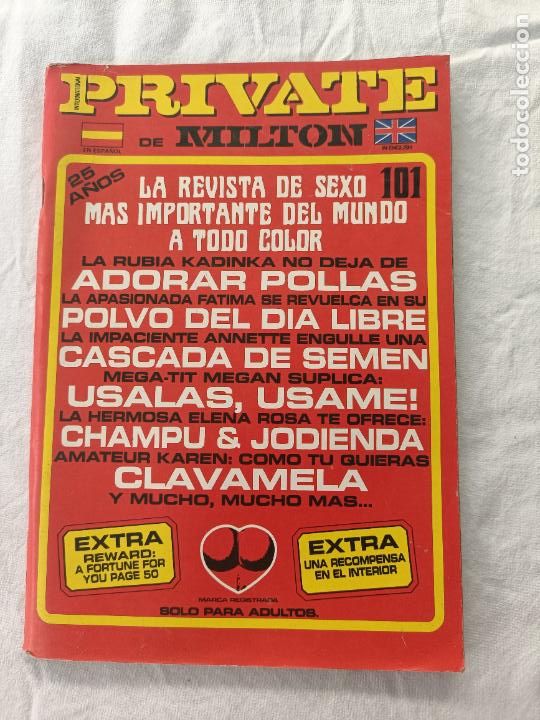 INTERNATIONAL
PRIVATE
DE MILTON
EN ESPAÑOL
IN ENGLISH
25 AÑOS
101
LA REVISTA DE SEXO
MAS IMPORTANTE DEL MUNDO
A TODO COLOR
LA RUBIA KADINKA NO DEJA DE
ADORAR POLLAS
LA APASIONADA FATIMA SE REVUELCA EN SU
POLVO DEL DIA LIBRE
LA IMPACIENTE ANNETTE ENGULLE UNA
CASCADA DE SEMEN
MEGA-TIT MEGAN SUPLICA:
USALAS, USAME!
LA HERMOSA ELENA ROSA TE OFRECE:
CHAMPU & JODIENDA
AMATEUR KAREN: COMO TU QUIERAS
CLAVAMELA
Y MUCHO, MUCHO MAS...
EXTRA
REWARD:
A FORTUNE FOR
YOU PAGE 50
EXTRA
UNA RECOMPENSA
EN EL INTERIOR
MARCA REGISTRADA
SOLO PARA ADULTOS.
todocoleccion